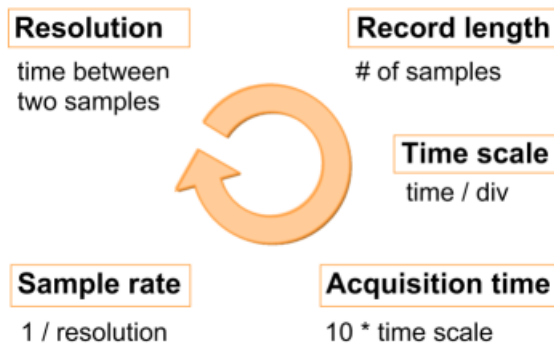 Resolution
time between
two samples
Record length
# of samples
Time scale
time / div
Sample rate
1 / resolution
Acquisition time
10 * time scale